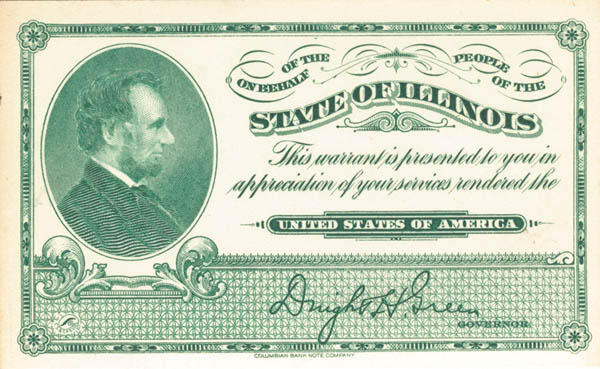 OF THE PEOPLE
ON BEHALF OF THE
STATE OF ILLINOIS
This warrant is presented to you in
appreciation of your services rendered the
UNITED STATES OF AMERICA
Dwight H. Green
GOVERNOR
COLUMBIAN BANK NOTE COMPANY